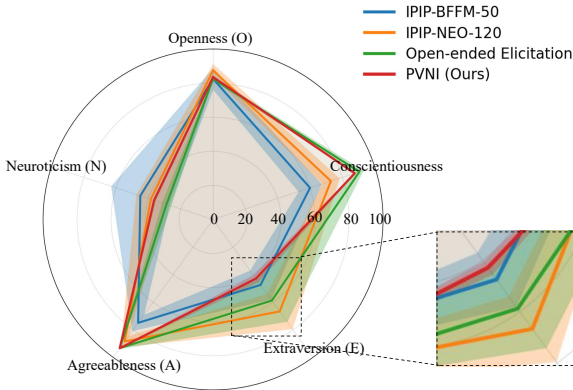 IPIP-BFFM-50
IPIP-NEO-120
Open-ended Elicitation
PVNI (Ours)
Openness (O)
Neuroticism (N)
Conscientiousness
0 20 40 60 80 100
Agreeableness (A)
Extraversion (E)